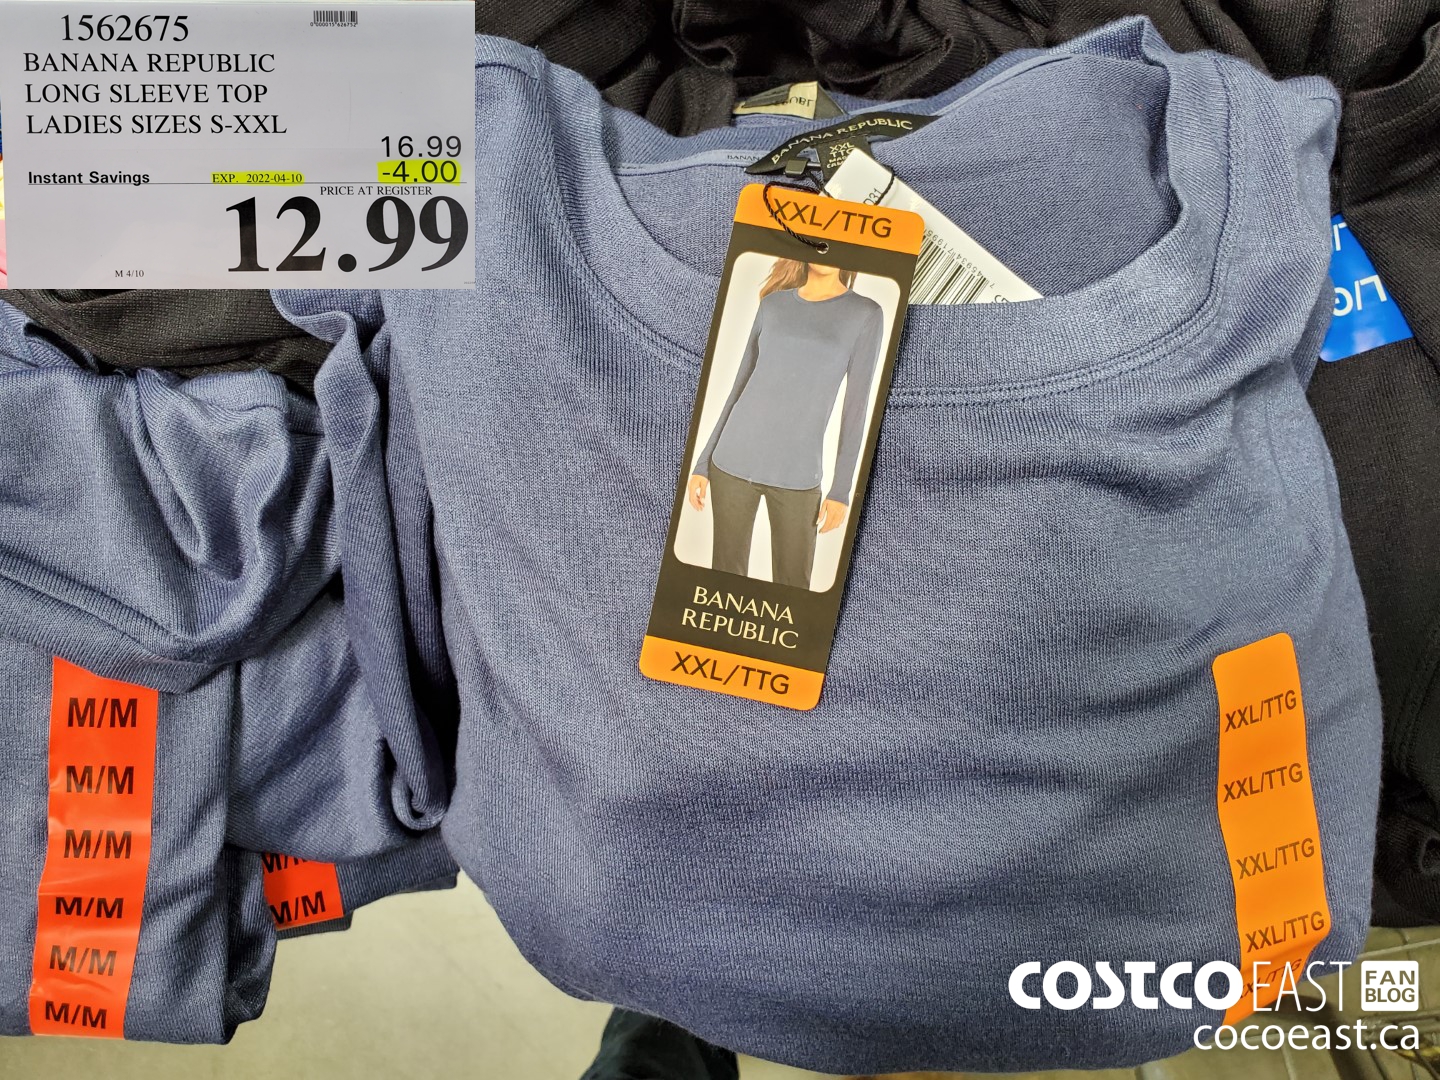 1562675
BANANA REPUBLIC
LONG SLEEVE TOP
LADIES SIZES S-XXL
16.99
-4.00
Instant Savings
EXP. 2022-04-10
PRICE AT REGISTER
12.99
M 4/10
BANANA REPUBLIC
XXL
TTG
XXL/TTG
BANANA
REPUBLIC
XXL/TTG
XXL/TTG
XXL/TTG
XXL/TTG
XXL/TTG
M/M
M/M
M/M
M/M
M/M
M/M
M/M
COSTCO EAST FAN BLOG
cocoeast.ca